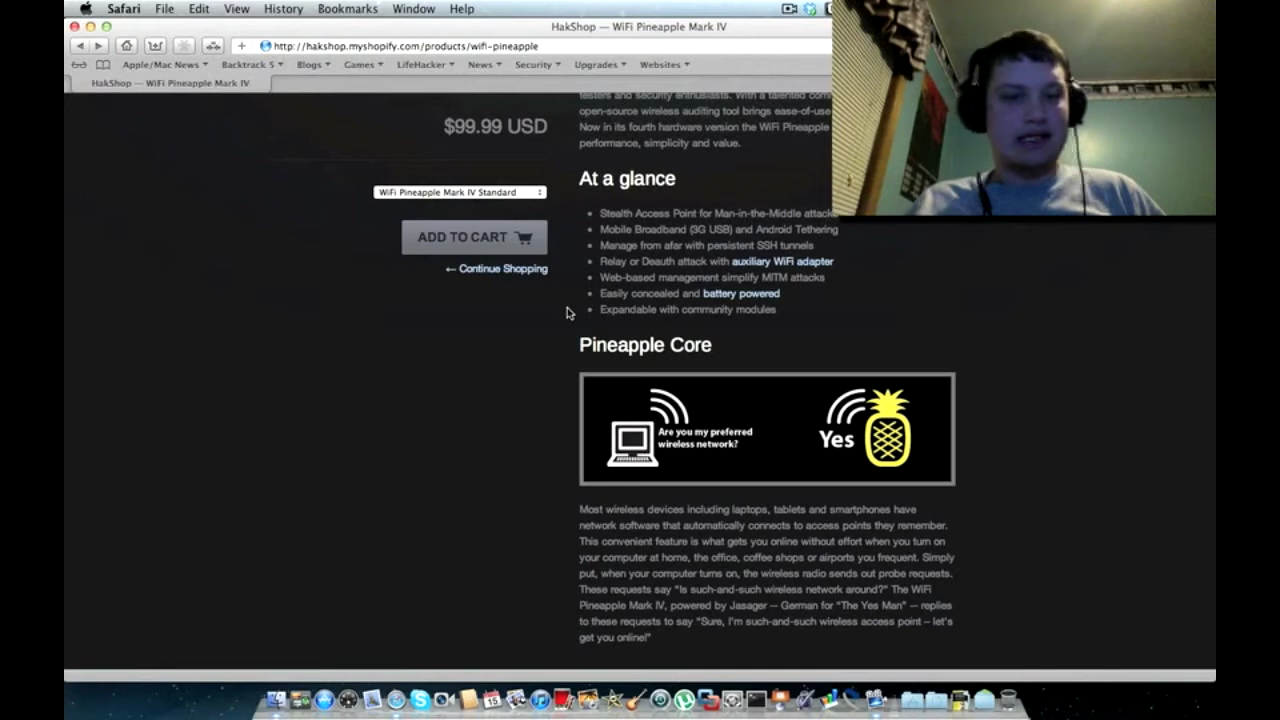 Safari File Edit View History Bookmarks Window Help
HakShop — WiFi Pineapple Mark IV
http://hakshop.myshopify.com/products/wifi-pineapple
Apple/Mac News Backtrack 5 Blogs Games LifeHacker News Security Upgrades Websites
HakShop — WiFi Pineapple Mark IV
testers and security enthusiasts. With a talented
open-source wireless auditing tool brings ease-of-use
Now in its fourth hardware version the WiFi Pineapple
performance, simplicity and value.
$99.99 USD
WiFi Pineapple Mark IV Standard
ADD TO CART
← Continue Shopping
At a glance
• Stealth Access Point for Man-in-the-Middle attacks
• Mobile Broadband (3G USB) and Android Tethering
• Manage from afar with persistent SSH tunnels
• Relay or Deauth attack with auxiliary WiFi adapter
• Web-based management simplify MITM attacks
• Easily concealed and battery powered
• Expandable with community modules
Pineapple Core
Are you my preferred
wireless network?
Yes
Most wireless devices including laptops, tablets and smartphones have
network software that automatically connects to access points they remember.
This convenient feature is what gets you online without effort when you turn on
your computer at home, the office, coffee shops or airports you frequent. Simply
put, when your computer turns on, the wireless radio sends out probe requests.
These requests say "Is such-and-such wireless network around?" The WiFi
Pineapple Mark IV, powered by Jasager – German for "The Yes Man" – replies
to these requests to say "Sure, I'm such-and-such wireless access point – let's
get you online!"
15